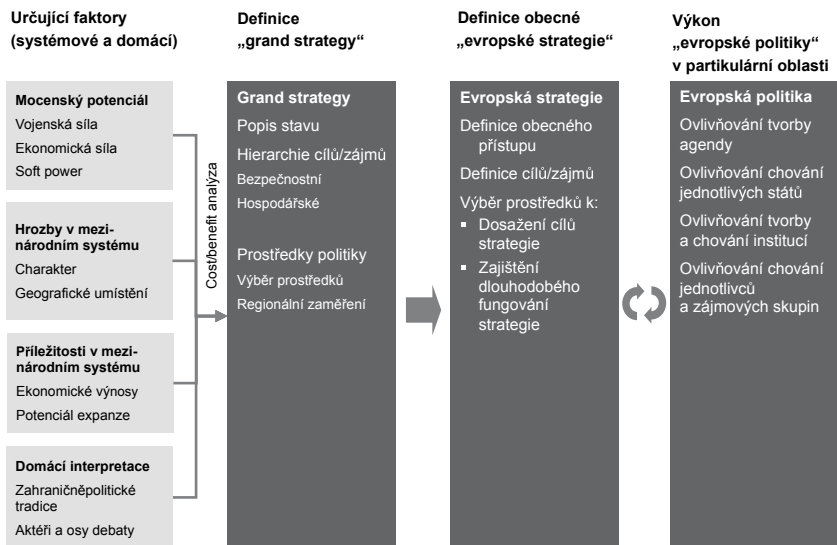 Určující faktory
(systémové a domácí)
Definice
„grand strategy“
Definice obecné
„evropské strategie“
Výkon
„evropské politiky“
v partikulární oblasti
Mocenský potenciál
Vojenská síla
Ekonomická síla
Soft power
Hrozby v mezi-
národním systému
Charakter
Geografické umístění
Příležitosti v mezi-
národním systému
Ekonomické výnosy
Potenciál expanze
Domácí interpretace
Zahraničněpolitické
tradice
Aktéři a osy debaty
Cost/benefit analýza
Grand strategy
Popis stavu
Hierarchie cílů/zájmů
Bezpečnostní
Hospodářské
Prostředky politiky
Výběr prostředků
Regionální zaměření
Evropská strategie
Definice obecného
přístupu
Definice cílů/zájmů
Výběr prostředků k:
▪ Dosažení cílů
strategie
▪ Zajištění
dlouhodobého
fungování
strategie
Evropská politika
Ovlivňování tvorby
agendy
Ovlivňování chování
jednotlivých států
Ovlivňování tvorby
a chování institucí
Ovlivňování chování
jednotlivců
a zájmových skupin